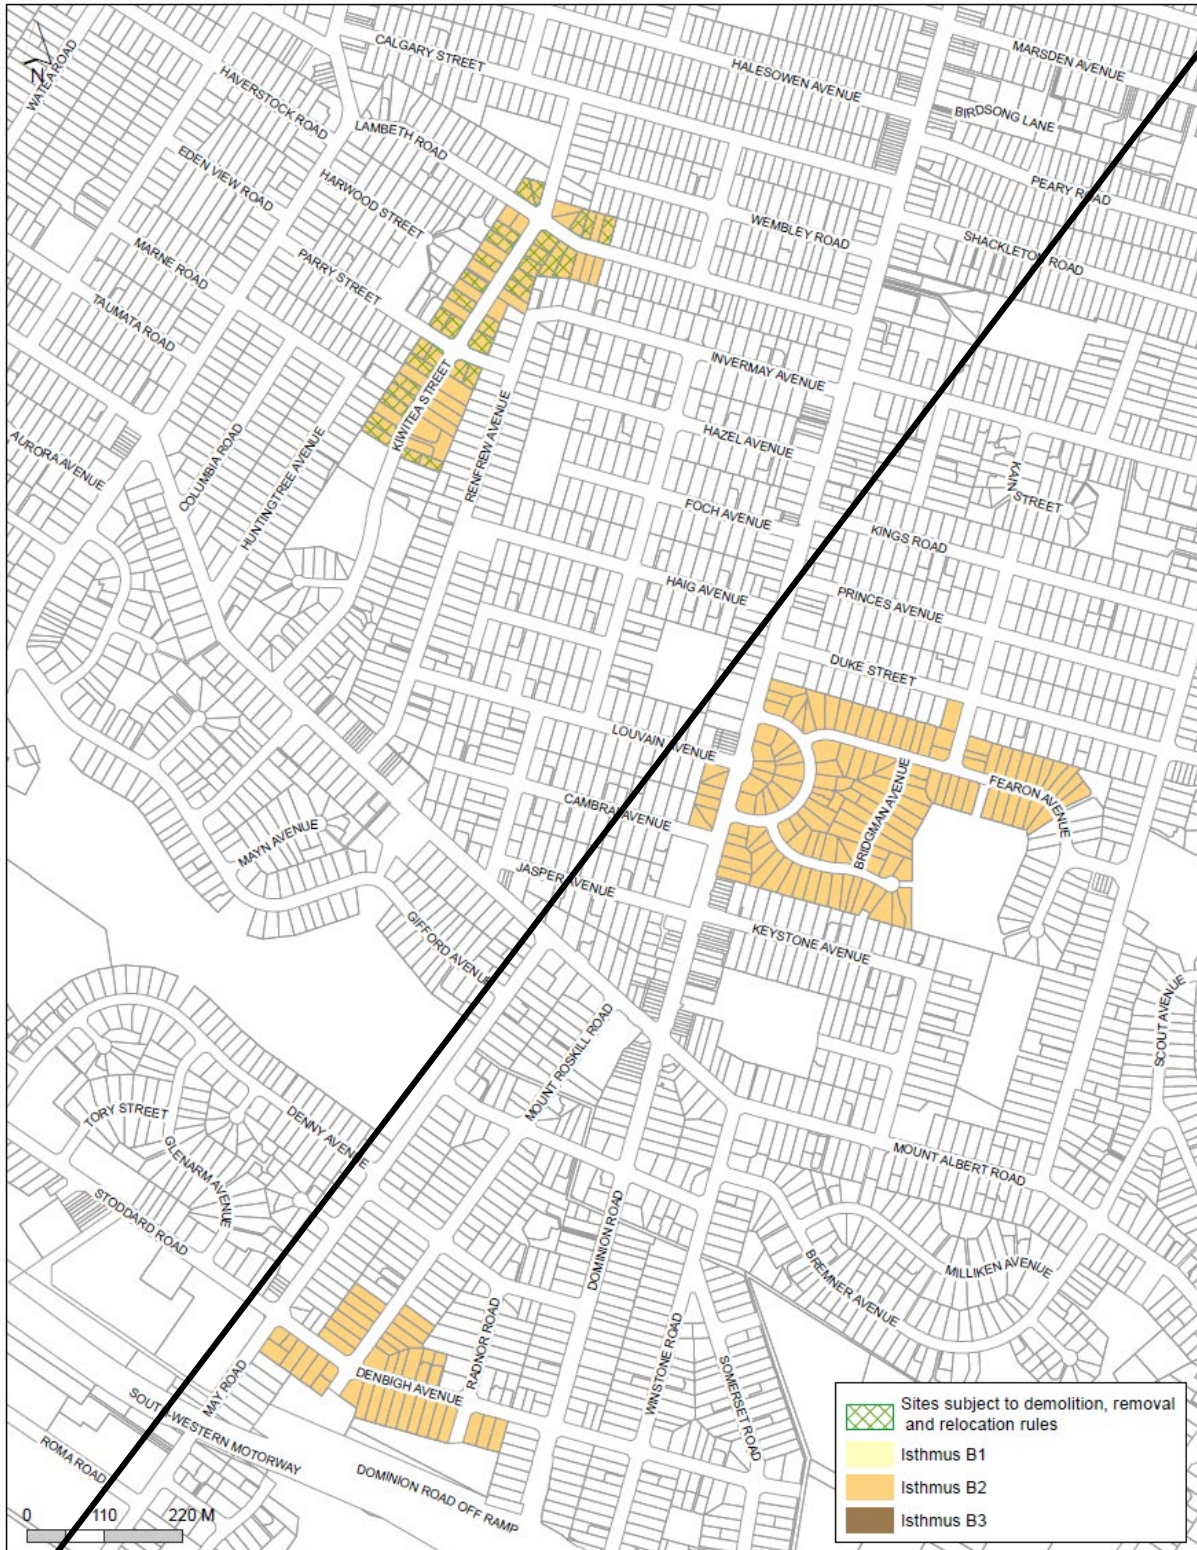 CALGARY STREET
MARSDEN AVENUE
HALESOWEN AVENUE
N
WATEA ROAD
HAVERSTOCK ROAD
BIRDSONG LANE
LAMBETH ROAD
EDEN VIEW ROAD
HARWOOD STREET
PEARY ROAD
WEMBLEY ROAD
SHACKLETON ROAD
MARNE ROAD
PARRY STREET
TAUMATA ROAD
INVERMAY AVENUE
KIWITEA STREET
RENFREW AVENUE
HAZEL AVENUE
AURORA AVENUE
COLUMBIA ROAD
HUNTINGTREE AVENUE
KAIN STREET
FOCH AVENUE
KINGS ROAD
HAIG AVENUE
PRINCES AVENUE
DUKE STREET
LOUVAIN AVENUE
FEARON AVENUE
BRIDGMAN AVENUE
CAMBRAI AVENUE
MAYN AVENUE
JASPER AVENUE
GIFFORD AVENUE
KEYSTONE AVENUE
SCOUT AVENUE
MOUNT ROSKILL ROAD
TORY STREET
DENNY AVENUE
GLENARM AVENUE
MOUNT ALBERT ROAD
STODDARD ROAD
DOMINION ROAD
BREMNER AVENUE
MILLIKEN AVENUE
RADNOR ROAD
WINSTONE ROAD
SOMERSET ROAD
DENBIGH AVENUE
MAY ROAD
SOUTH-WESTERN MOTORWAY
ROMA ROAD
DOMINION ROAD OFF RAMP
Sites subject to demolition, removal
and relocation rules
Isthmus B1
Isthmus B2
Isthmus B3
0 110 220 M